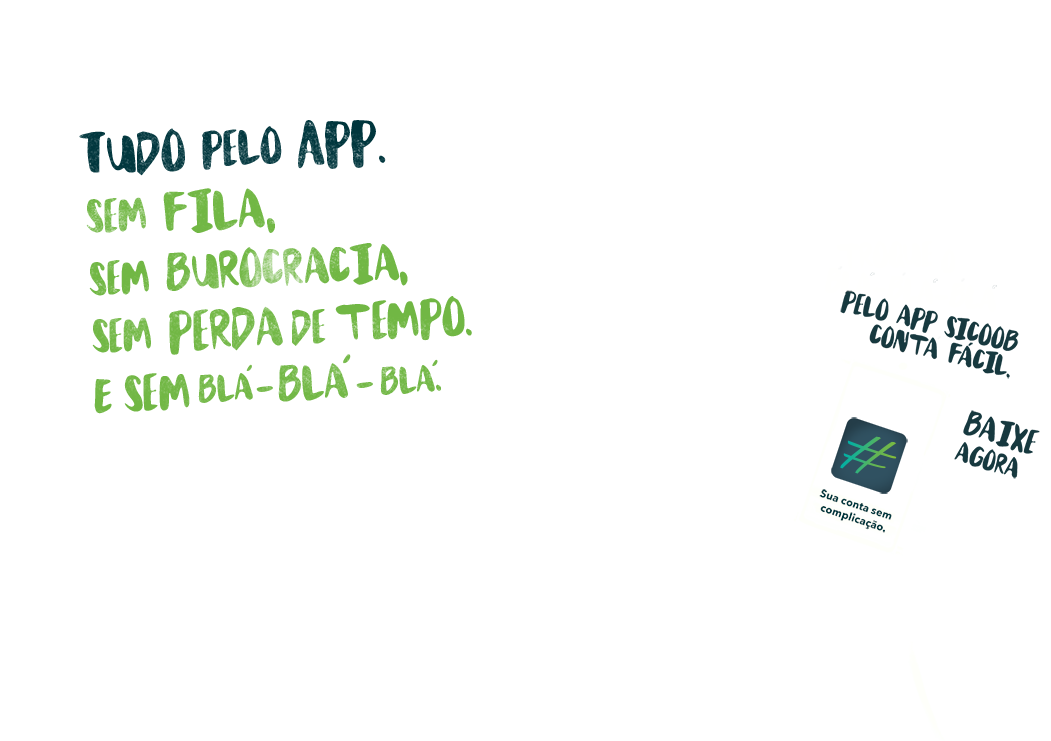 TUDO PELO APP.
SEM FILA,
SEM BUROCRACIA,
SEM PERDA DE TEMPO.
E SEM BLÁ-BLÁ-BLÁ.
PELO APP SICOOB
CONTA FÁCIL.
BAIXE
AGORA
Sua conta sem
complicação.